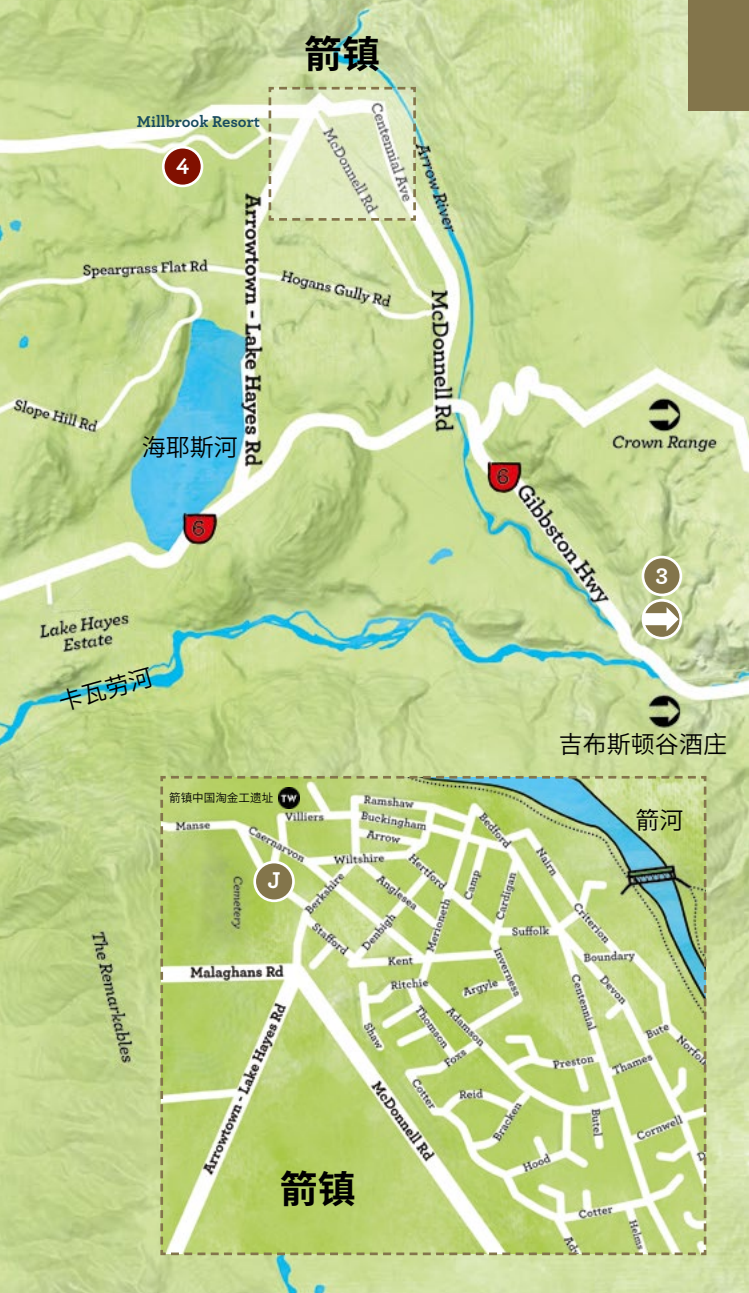 箭镇
Millbrook Resort
4
McDonnell Rd
Centennial Ave
Arrow River
Arrowtown - Lake Hayes Rd
Speargrass Flat Rd
Hogans Gully Rd
McDonnell Rd
Slope Hill Rd
海耶斯河
Crown Range
6
6
Gibbston Hwy
3
Lake Hayes
Estate
卡瓦劳河
吉布斯顿谷酒庄
The Remarkables
箭镇中国淘金工遗址 TW
箭河
Manse
Villiers
Ramshaw
Buckingham
Arrow
Bedford
Caernarvon
Wiltshire
Nairn
J
Cemetery
Berkshire
Anglesea
Hertford
Camp
Cardigan
Stafford
Denbigh
Merioneth
Suffolk
Criterion
Kent
Boundary
Malaghans Rd
Ritchie
Argyle
Inverness
Centennial
Devon
Shaw
Thomson
Adamson
Bute
Norfolk
Foxs
Preston
Thames
Arrowtown - Lake Hayes Rd
McDonnell Rd
Cotter
Reid
Bracken
Butel
Cornwell
Hood
箭镇
Cotter
Helms